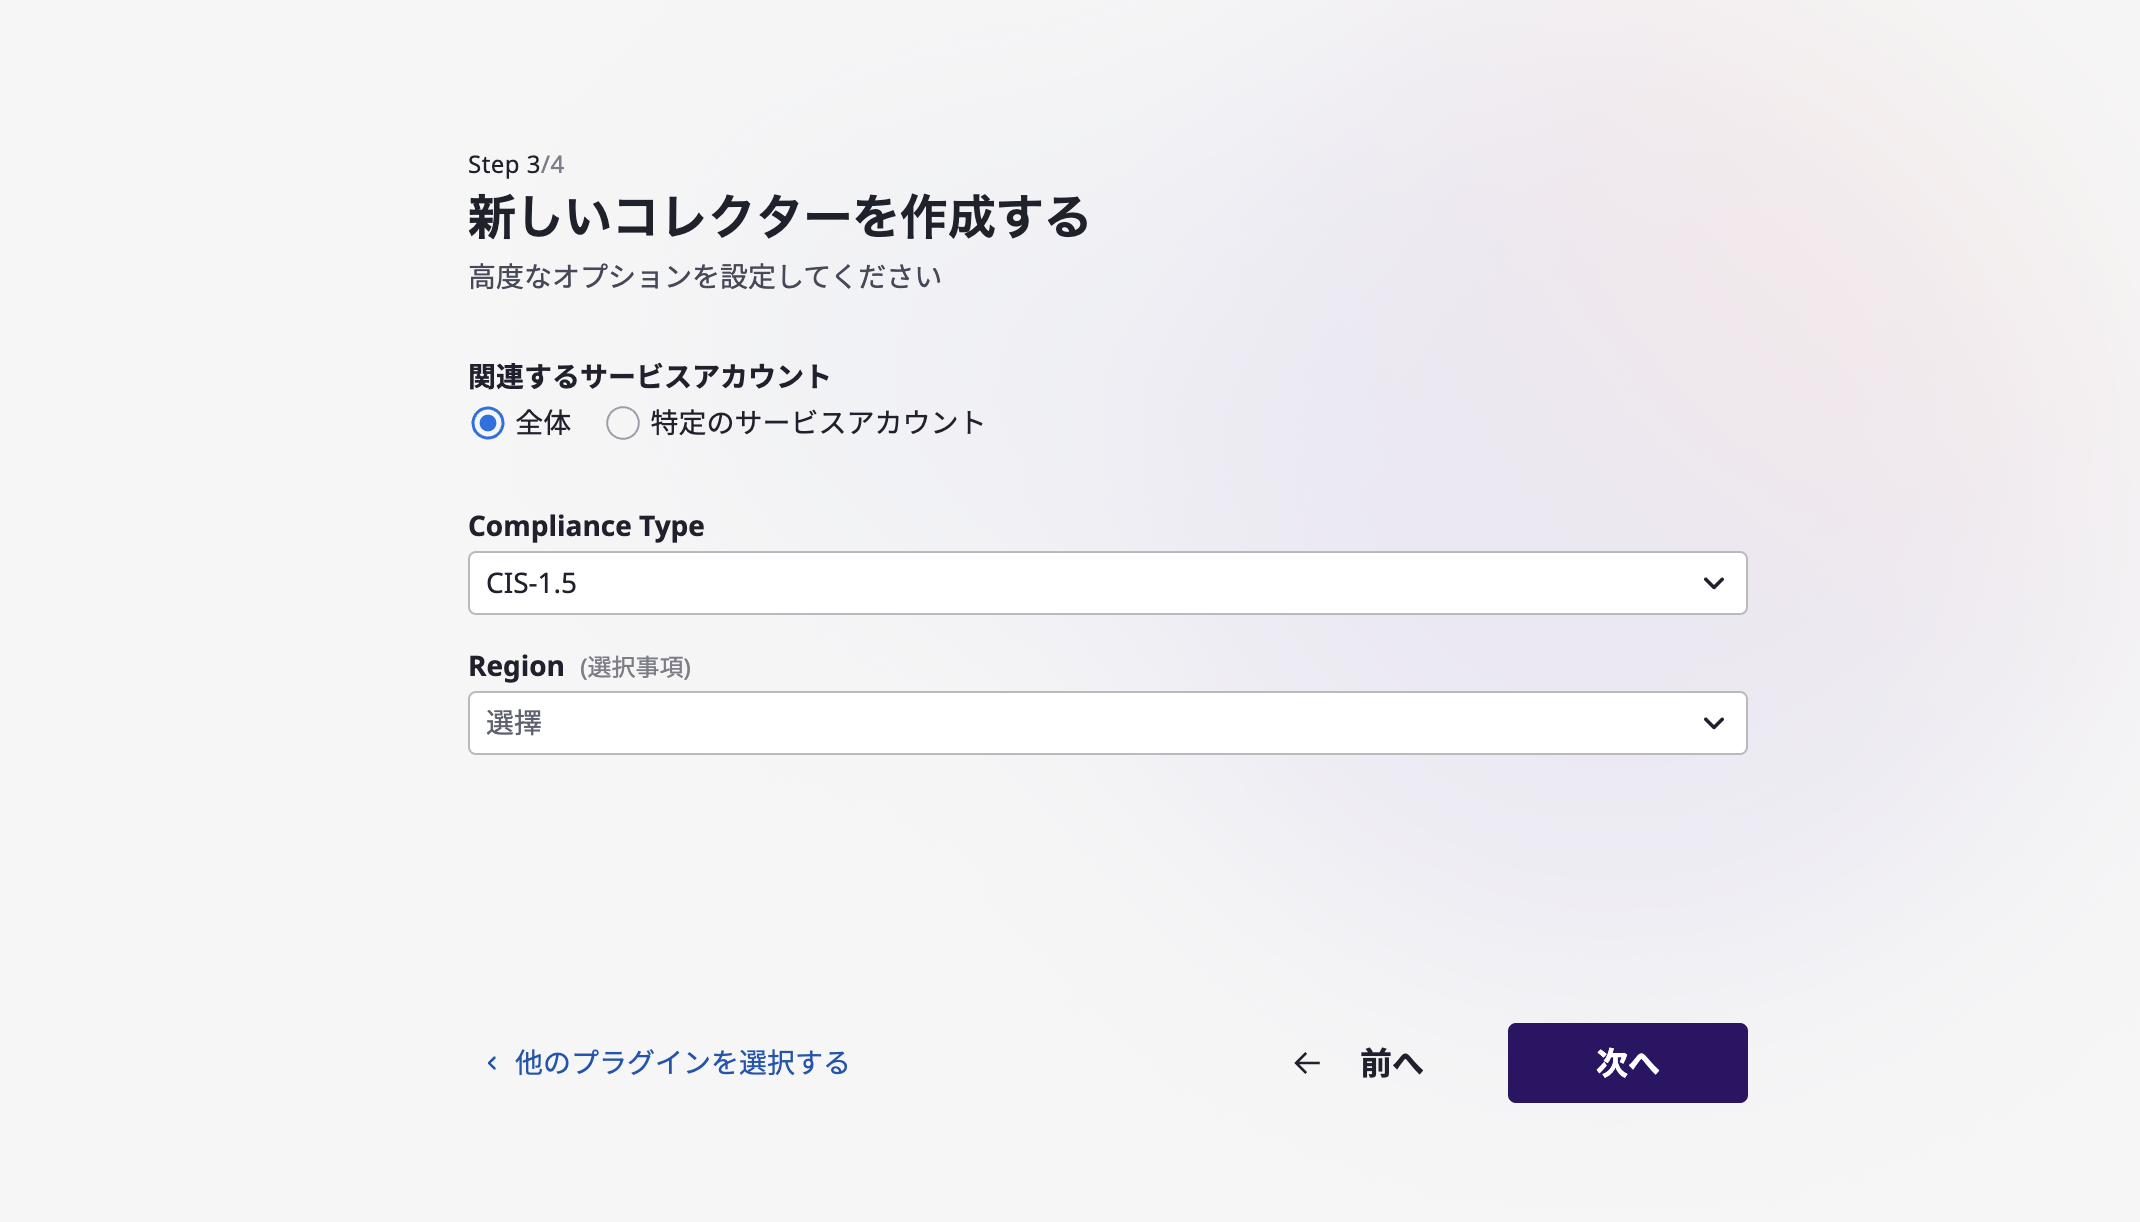 Step 3/4
新しいコレクターを作成する
高度なオプションを設定してください
関連するサービスアカウント
全体 特定のサービスアカウント
Compliance Type
CIS-1.5
Region (選択事項)
選擇
他のプラグインを選択する 前へ 次へ